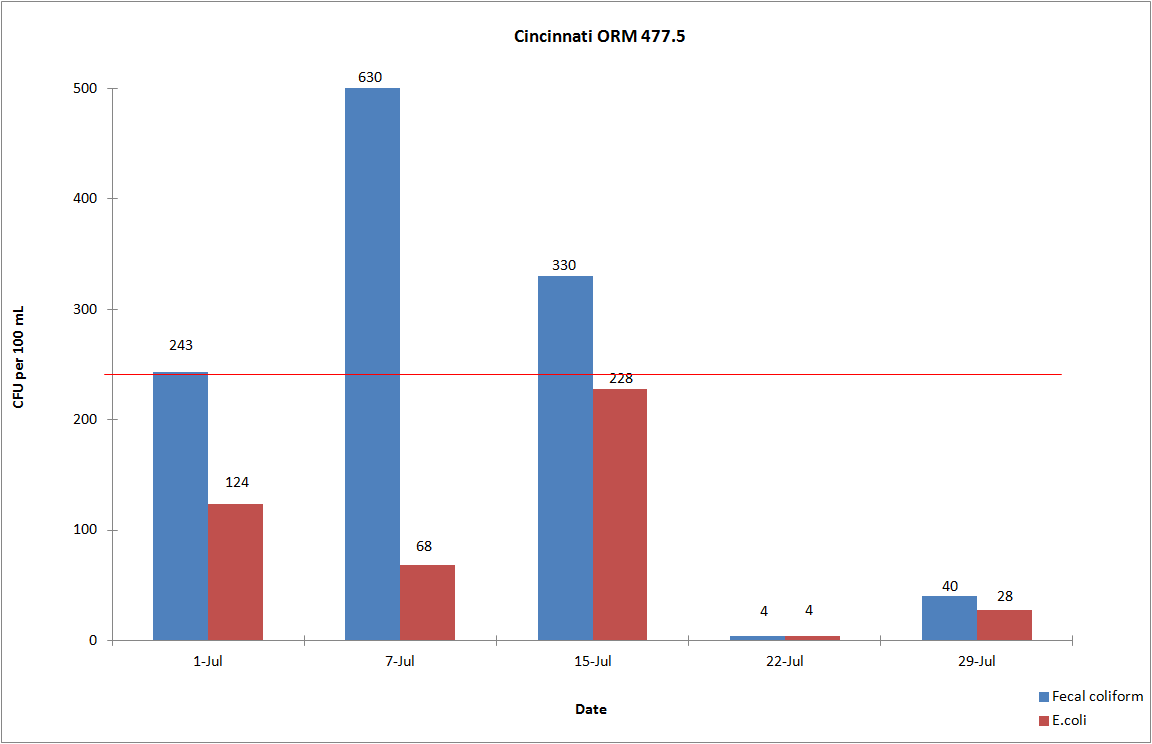 Cincinnati ORM 477.5
630
500
400
330
300
243
228
200
124
100
68
40
28
4
4
0
CFU per 100 mL
1-Jul
7-Jul
15-Jul
22-Jul
29-Jul
Date
Fecal coliform
E.coli